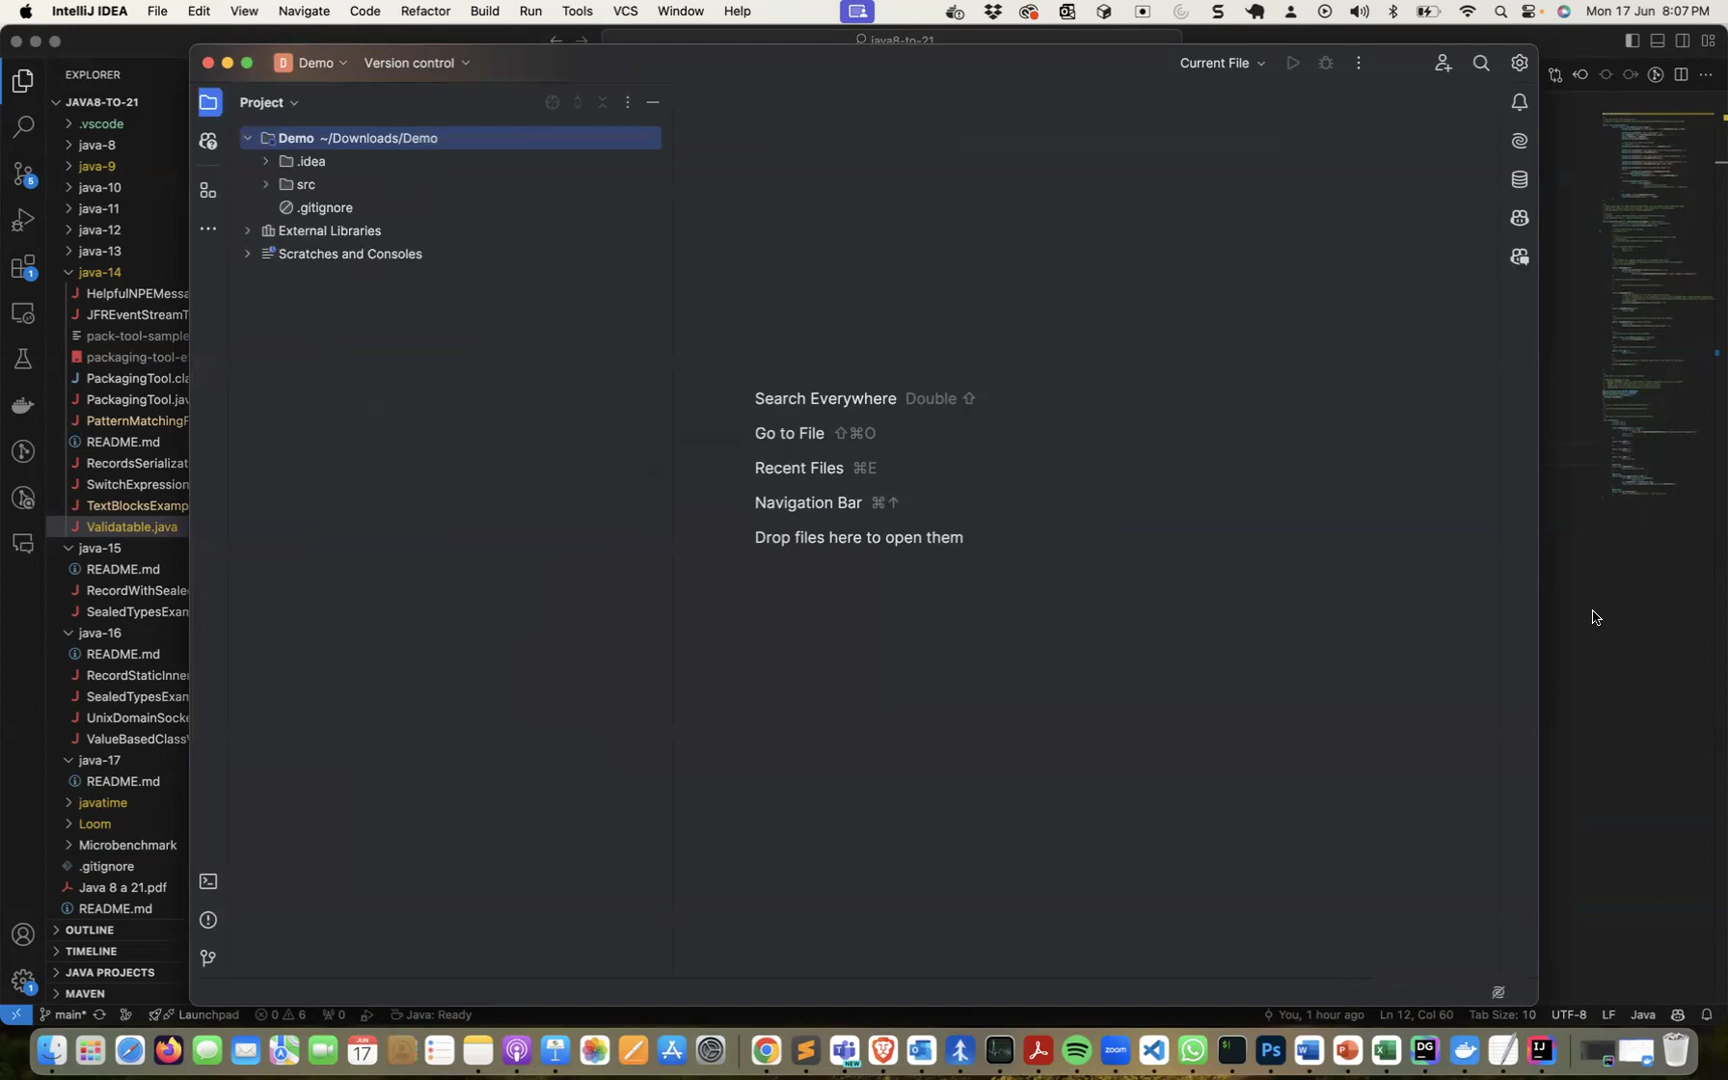 IntelliJ IDEA File Edit View Navigate Code Refactor Build Run Tools VCS Window Help Mon 17 Jun 8:07 PM
java8-to-21
Demo Version control Current File
EXPLORER
JAVA8-TO-21
.vscode
java-8
java-9
java-10
java-11
java-12
java-13
java-14
HelpfulNPEMessa
JFREventStreamT
pack-tool-sample
packaging-tool-e
PackagingTool.cla
PackagingTool.jav
PatternMatchingF
README.md
RecordsSerializat
SwitchExpression
TextBlocksExamp
Validatable.java
java-15
README.md
RecordWithSeale
SealedTypesExam
java-16
README.md
RecordStaticInner
SealedTypesExam
UnixDomainSocke
ValueBasedClass
java-17
README.md
javatime
Loom
Microbenchmark
.gitignore
Java 8 a 21.pdf
README.md
OUTLINE
TIMELINE
JAVA PROJECTS
MAVEN
Project
Demo ~/Downloads/Demo
.idea
src
.gitignore
External Libraries
Scratches and Consoles
Search Everywhere Double ⇧
Go to File ⇧⌘O
Recent Files ⌘E
Navigation Bar ⌘↑
Drop files here to open them
main* Launchpad 0 6 0 Java: Ready You, 1 hour ago Ln 12, Col 60 Tab Size: 10 UTF-8 LF Java